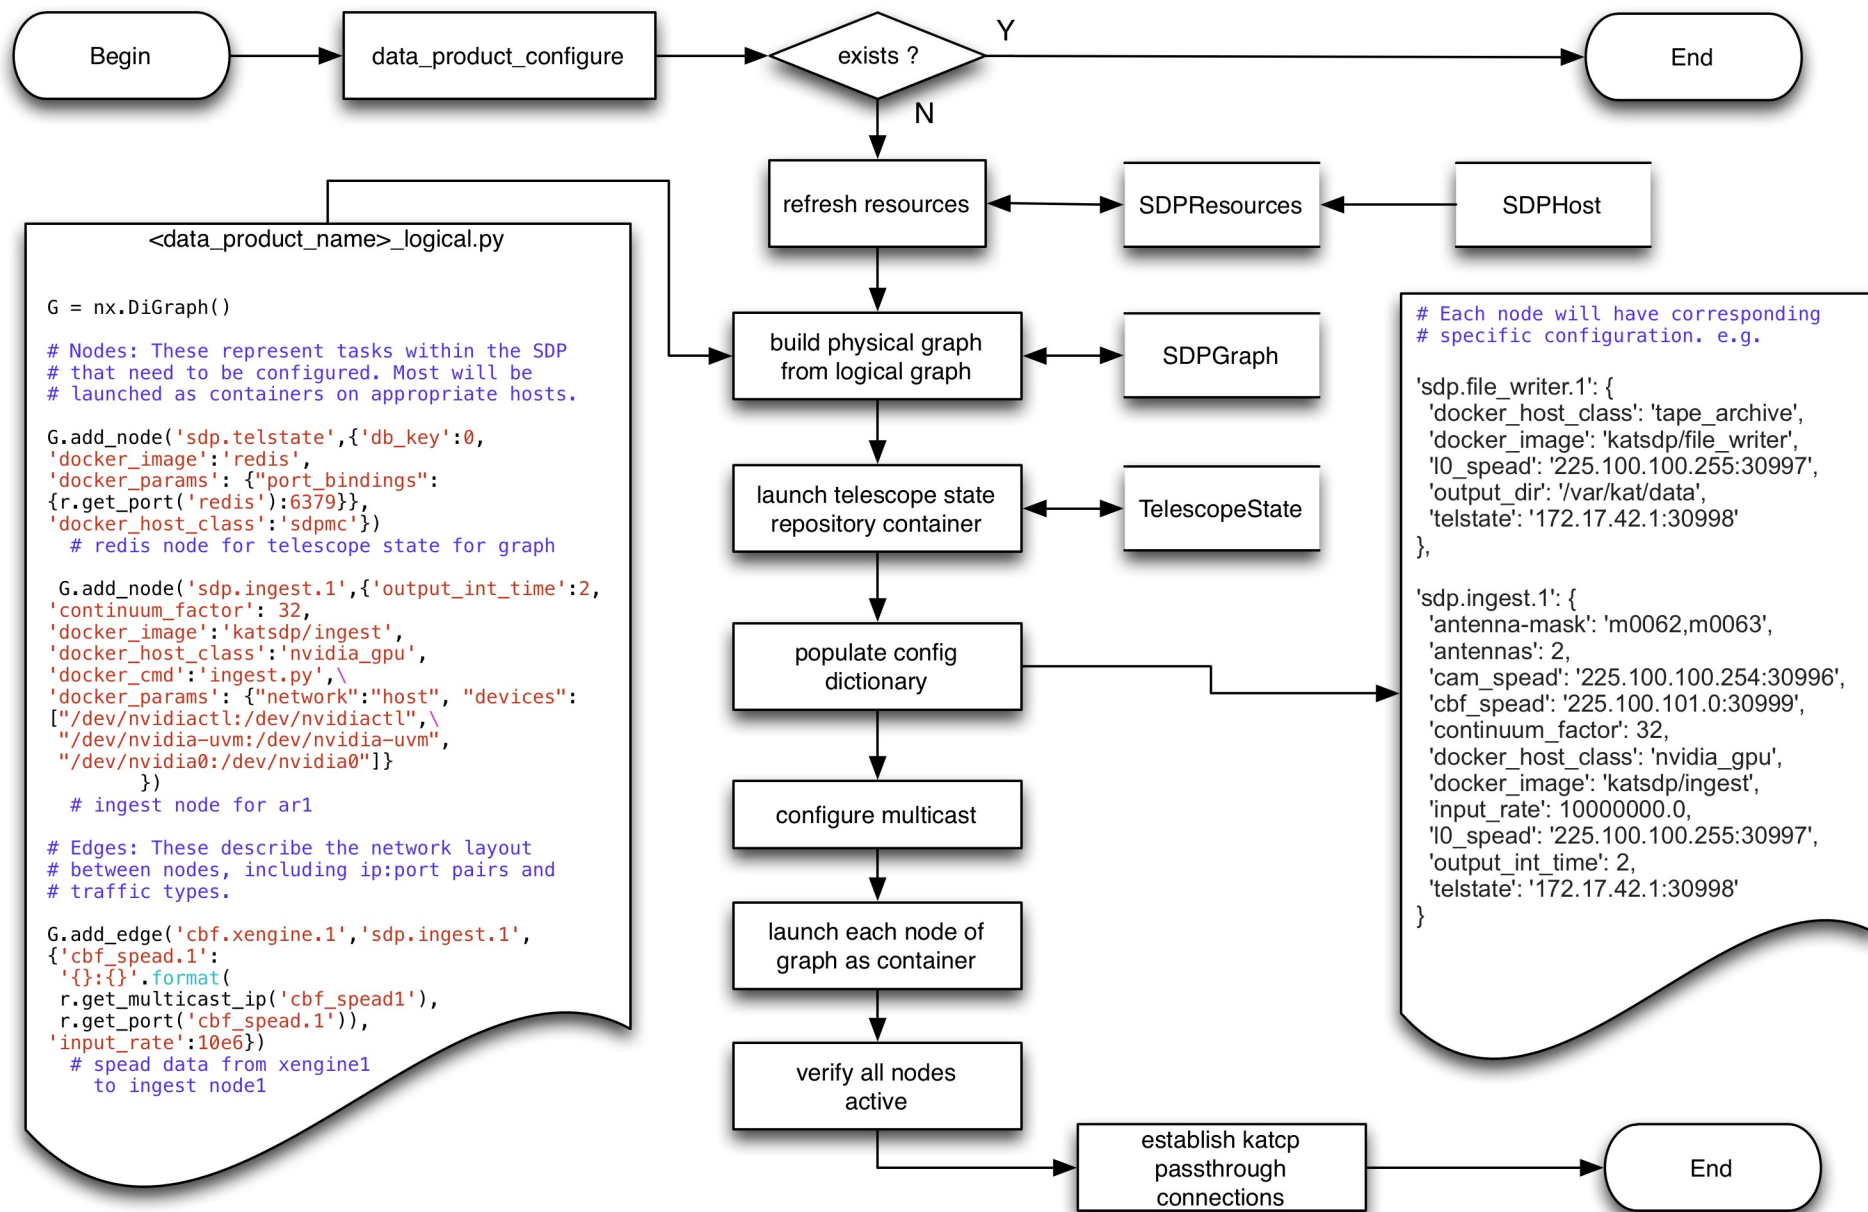 Begin
data_product_configure
exists ?
Y
End
N
refresh resources
SDPResources
SDPHost
<data_product_name>_logical.py
G = nx.DiGraph()
# Nodes: These represent tasks within the SDP
# that need to be configured. Most will be
# launched as containers on appropriate hosts.
G.add_node('sdp.telstate',{'db_key':0,
'docker_image':'redis',
'docker_params': {"port_bindings":
{r.get_port('redis'):6379}},
'docker_host_class':'sdpmc'})
# redis node for telescope state for graph
G.add_node('sdp.ingest.1',{'output_int_time':2,
'continuum_factor': 32,
'docker_image':'katsdp/ingest',
'docker_host_class':'nvidia_gpu',
'docker_cmd':'ingest.py',\
'docker_params': {"network":"host", "devices":
["/dev/nvidiactl:/dev/nvidiactl",\
"/dev/nvidia-uvm:/dev/nvidia-uvm",
"/dev/nvidia0:/dev/nvidia0"]}
})
# ingest node for ar1
# Edges: These describe the network layout
# between nodes, including ip:port pairs and
# traffic types.
G.add_edge('cbf.xengine.1','sdp.ingest.1',
{'cbf_spead.1':
'{}:{}'.format(
r.get_multicast_ip('cbf_spead1'),
r.get_port('cbf_spead.1')),
'input_rate':10e6})
# spead data from xengine1
to ingest node1
build physical graph
from logical graph
SDPGraph
launch telescope state
repository container
TelescopeState
populate config
dictionary
configure multicast
launch each node of
graph as container
verify all nodes
active
establish katcp
passthrough
connections
End
# Each node will have corresponding
# specific configuration. e.g.
'sdp.file_writer.1': {
'docker_host_class': 'tape_archive',
'docker_image': 'katsdp/file_writer',
'l0_spead': '225.100.100.255:30997',
'output_dir': '/var/kat/data',
'telstate': '172.17.42.1:30998'
},
'sdp.ingest.1': {
'antenna-mask': 'm0062,m0063',
'antennas': 2,
'cam_spead': '225.100.100.254:30996',
'cbf_spead': '225.100.101.0:30999',
'continuum_factor': 32,
'docker_host_class': 'nvidia_gpu',
'docker_image': 'katsdp/ingest',
'input_rate': 10000000.0,
'l0_spead': '225.100.100.255:30997',
'output_int_time': 2,
'telstate': '172.17.42.1:30998'
}